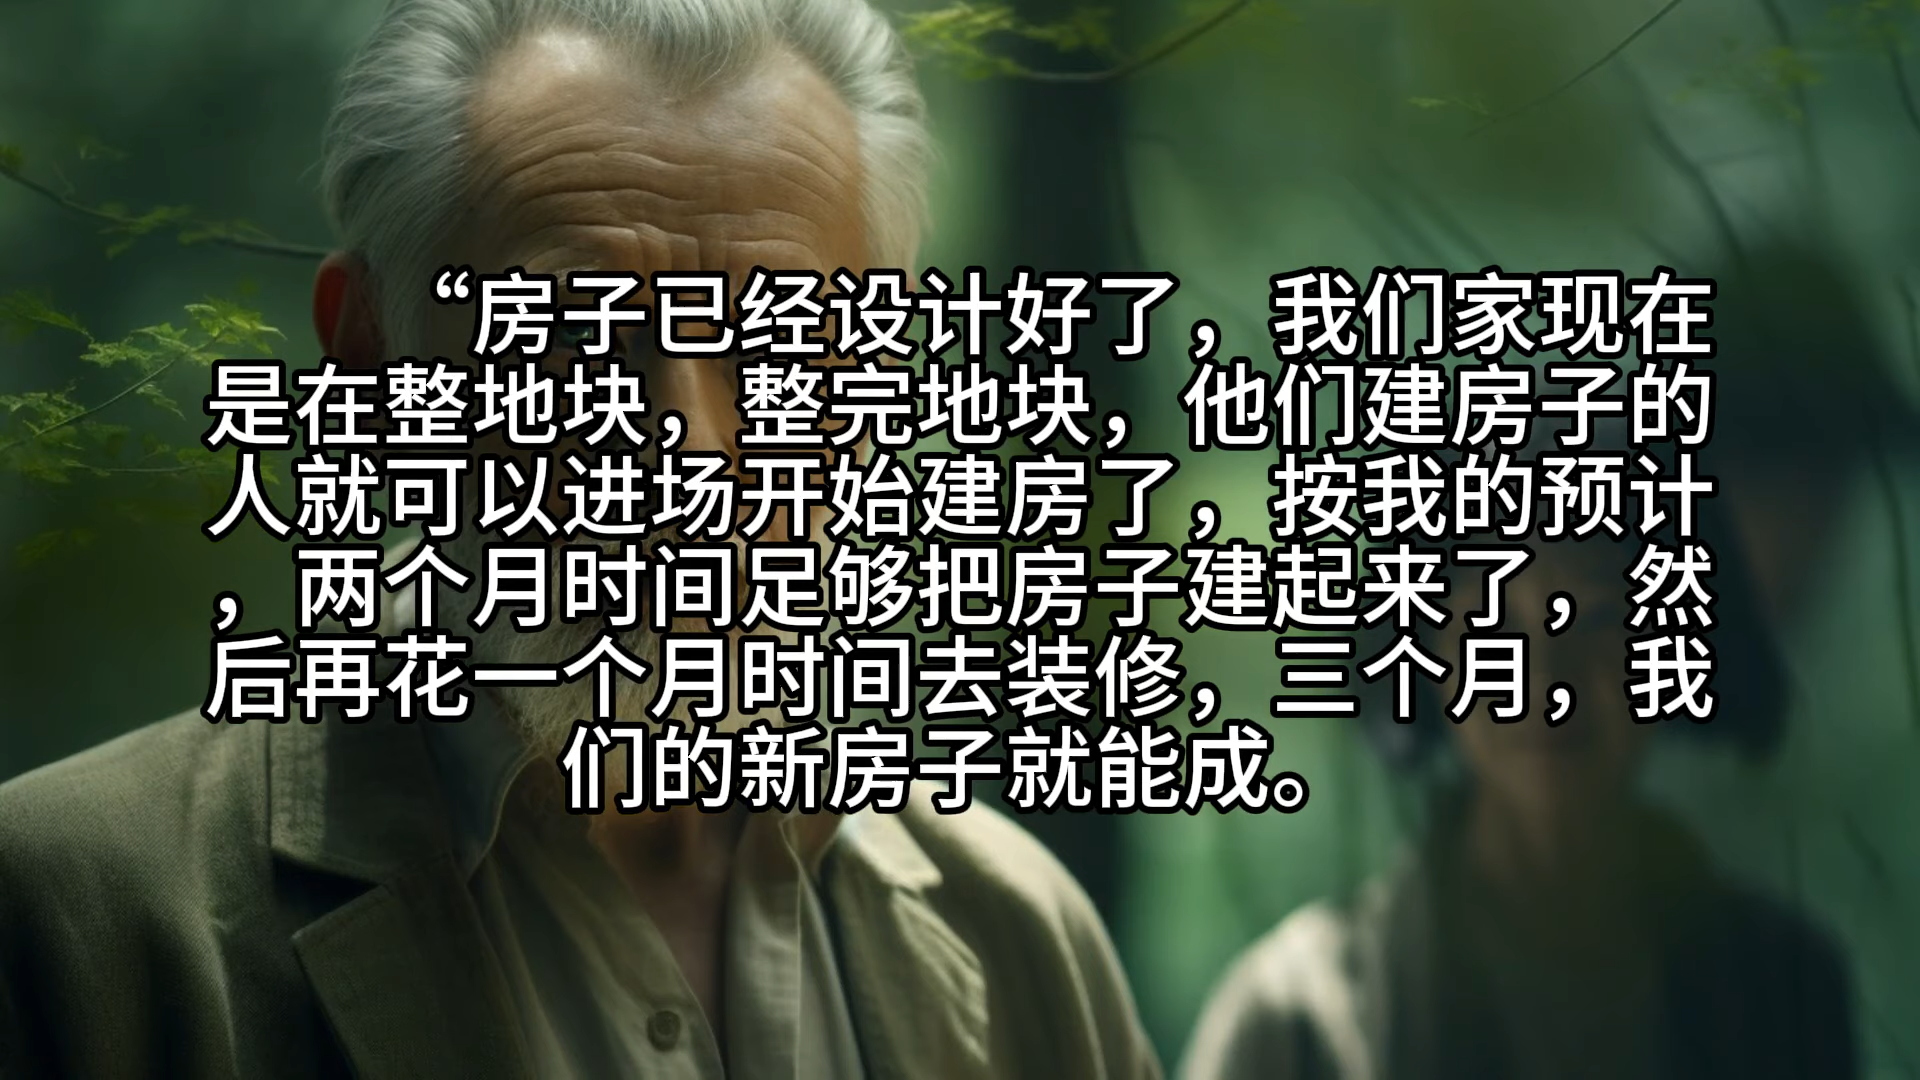 “房子已经设计好了，我们家现在
是在整地块，整完地块，他们建房子的
人就可以进场开始建房了，按我的预计
，两个月时间足够把房子建起来了，然
后再花一个月时间去装修，三个月，我
们的新房子就能成。